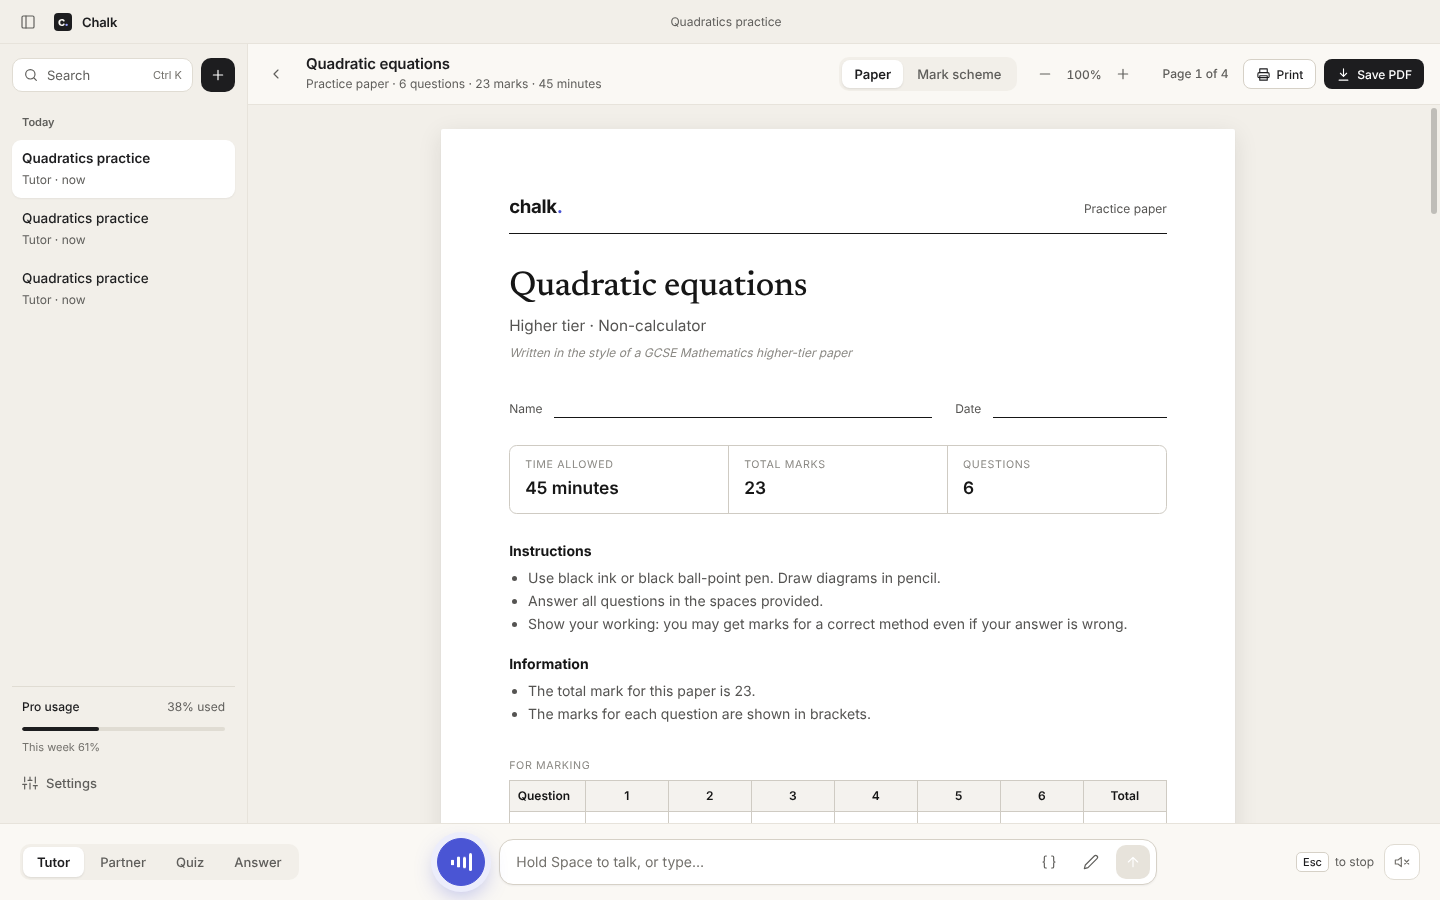 Chalk
Quadratics practice
Search Ctrl K
Today
Quadratics practice
Tutor · now
Quadratics practice
Tutor · now
Quadratics practice
Tutor · now
Pro usage 38% used
This week 61%
Settings
Quadratic equations
Practice paper · 6 questions · 23 marks · 45 minutes
Paper Mark scheme
100%
Page 1 of 4
Print
Save PDF
chalk.
Practice paper
Quadratic equations
Higher tier · Non-calculator
Written in the style of a GCSE Mathematics higher-tier paper
Name Date
TIME ALLOWED TOTAL MARKS QUESTIONS
45 minutes 23 6
Instructions
• Use black ink or black ball-point pen. Draw diagrams in pencil.
• Answer all questions in the spaces provided.
• Show your working: you may get marks for a correct method even if your answer is wrong.
Information
• The total mark for this paper is 23.
• The marks for each question are shown in brackets.
FOR MARKING
Question 1 2 3 4 5 6 Total
Tutor Partner Quiz Answer
Hold Space to talk, or type...
Esc to stop